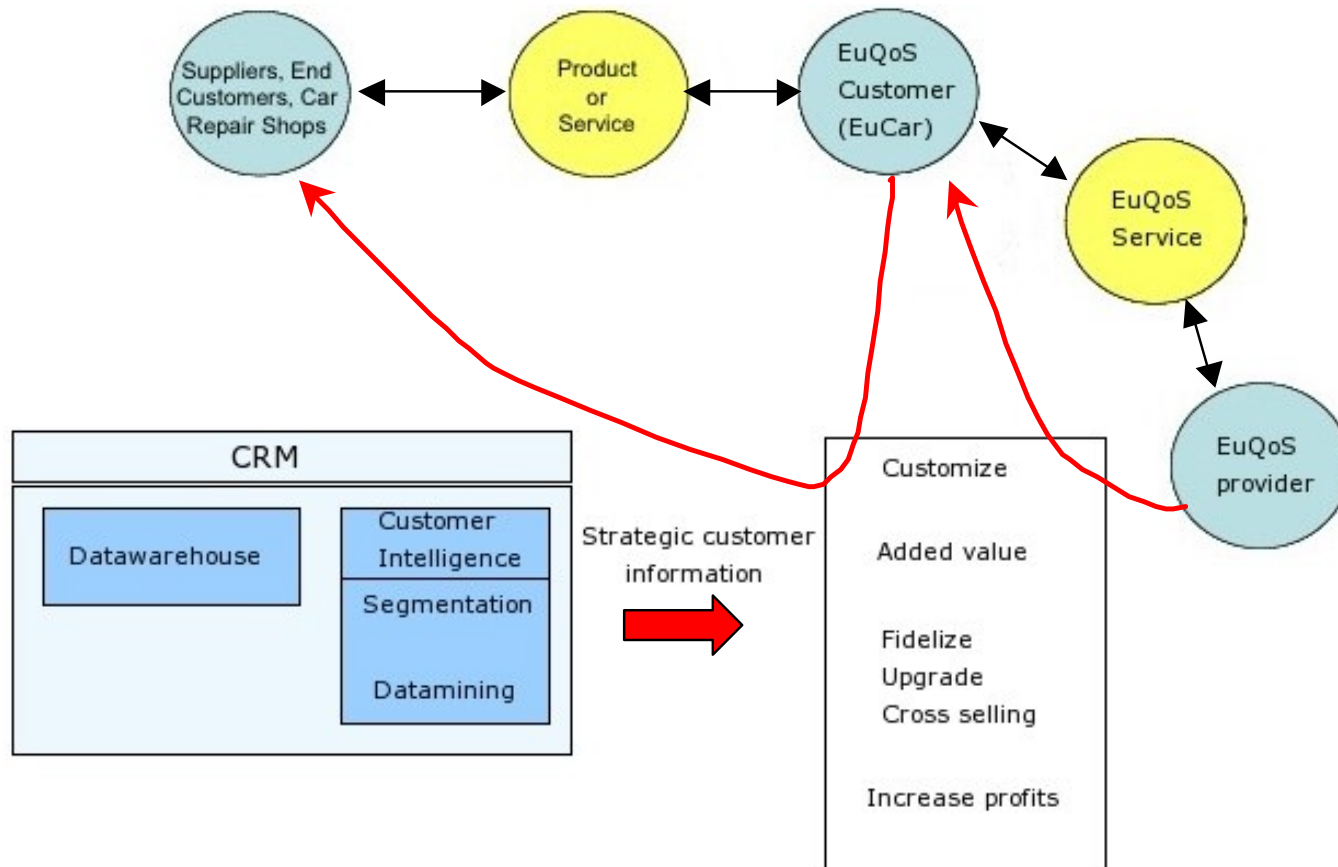 Suppliers, End
Customers, Car
Repair Shops
Product
or
Service
EuQoS
Customer
(EuCar)
EuQoS
Service
EuQoS
provider
CRM
Datawarehouse
Customer
Intelligence
Segmentation
Datamining
Strategic customer
information
Customize
Added value
Fidelize
Upgrade
Cross selling
Increase profits